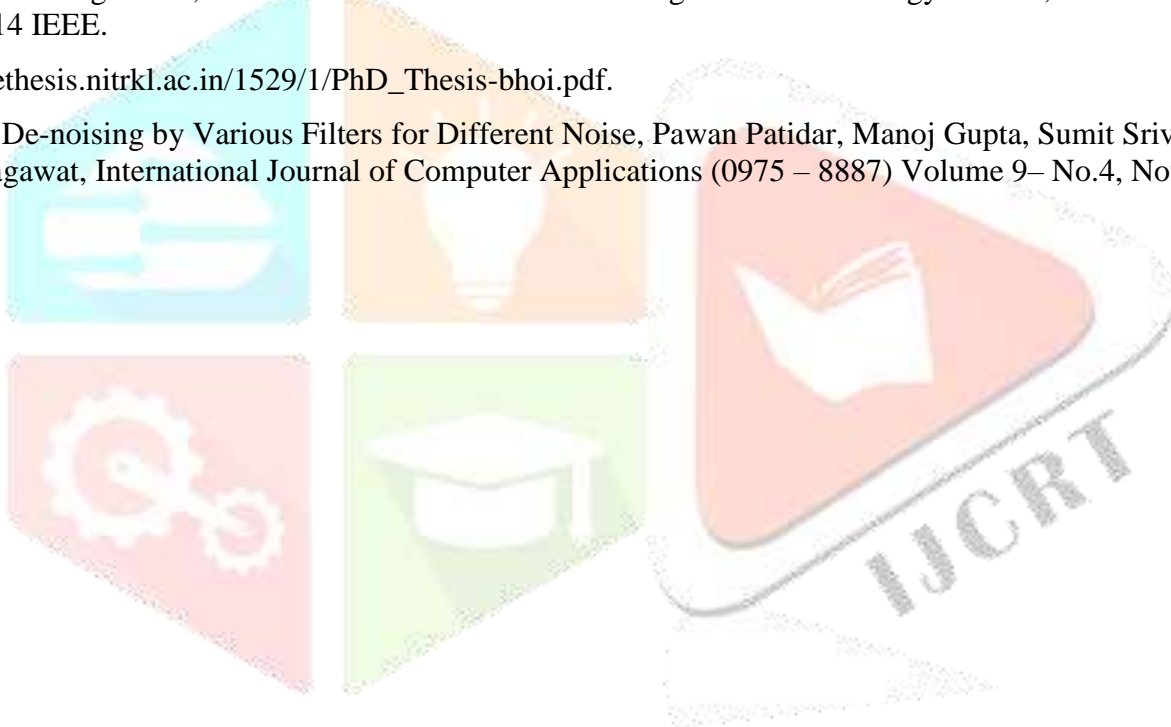 14 IEEE.
ethesis.nitrkl.ac.in/1529/1/PhD_Thesis-bhoi.pdf.
De-noising by Various Filters for Different Noise, Pawan Patidar, Manoj Gupta, Sumit Sriv
agawat, International Journal of Computer Applications (0975 – 8887) Volume 9– No.4, No
IJCRT